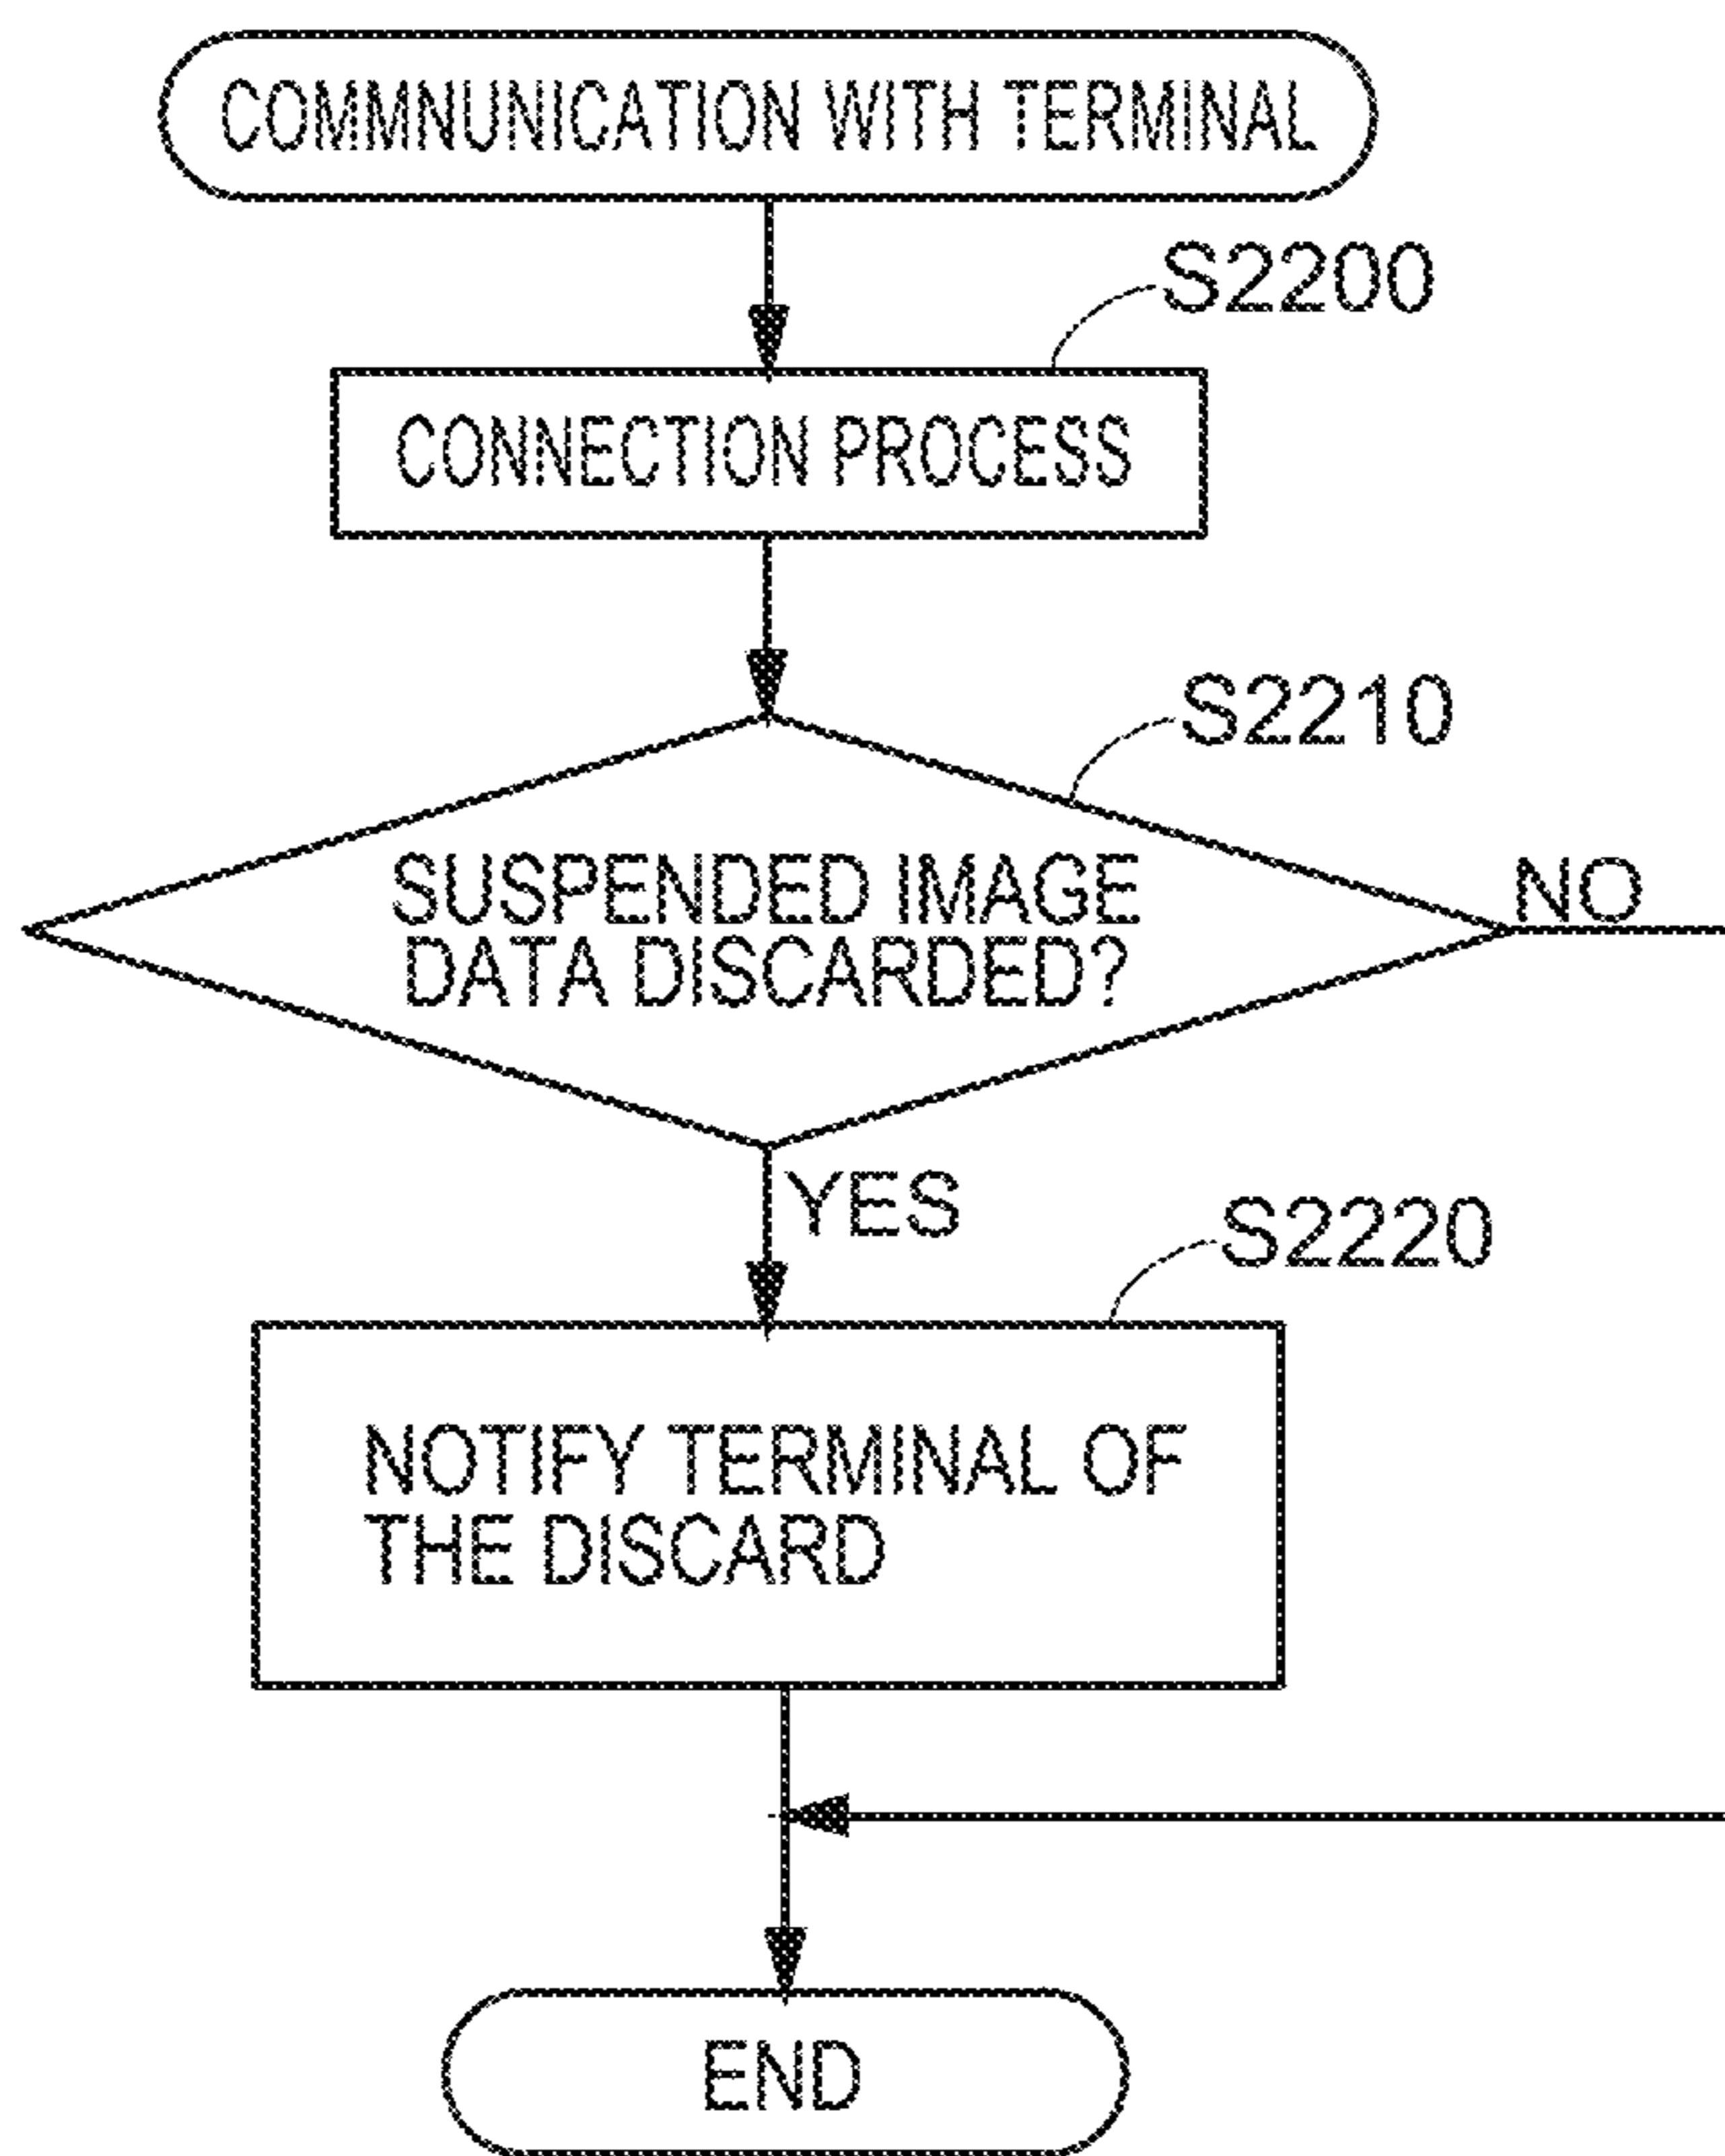 COMMNUNICATION WITH TERMINAL
S2200
CONNECTION PROCESS
S2210
SUSPENDED IMAGE
DATA DISCARDED?
NO
YES
S2220
NOTIFY TERMINAL OF
THE DISCARD
END